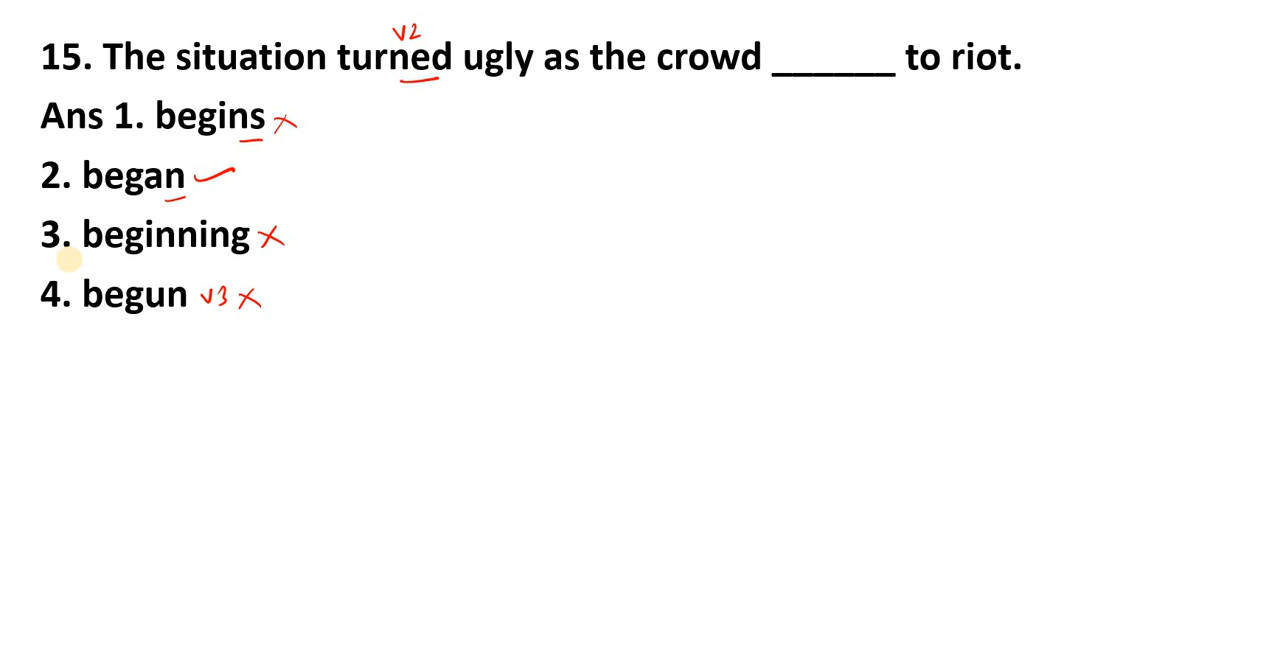 v2
15. The situation turned ugly as the crowd ______ to riot.
Ans 1. begins ×
2. began ✓
3. beginning ×
4. begun v3 ×